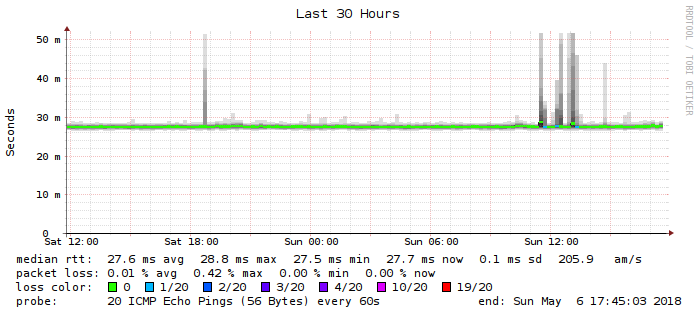 Last 30 Hours
RRDTOOL / TOBI OETIKER
Seconds
50 m
40 m
30 m
20 m
10 m
0
Sat 12:00 Sat 18:00 Sun 00:00 Sun 06:00 Sun 12:00
median rtt: 27.6 ms avg 28.8 ms max 27.5 ms min 27.7 ms now 0.1 ms sd 205.9 am/s
packet loss: 0.01 % avg 0.42 % max 0.00 % min 0.00 % now
loss color: 0 1/20 2/20 3/20 4/20 10/20 19/20
probe: 20 ICMP Echo Pings (56 Bytes) every 60s end: Sun May 6 17:45:03 2018